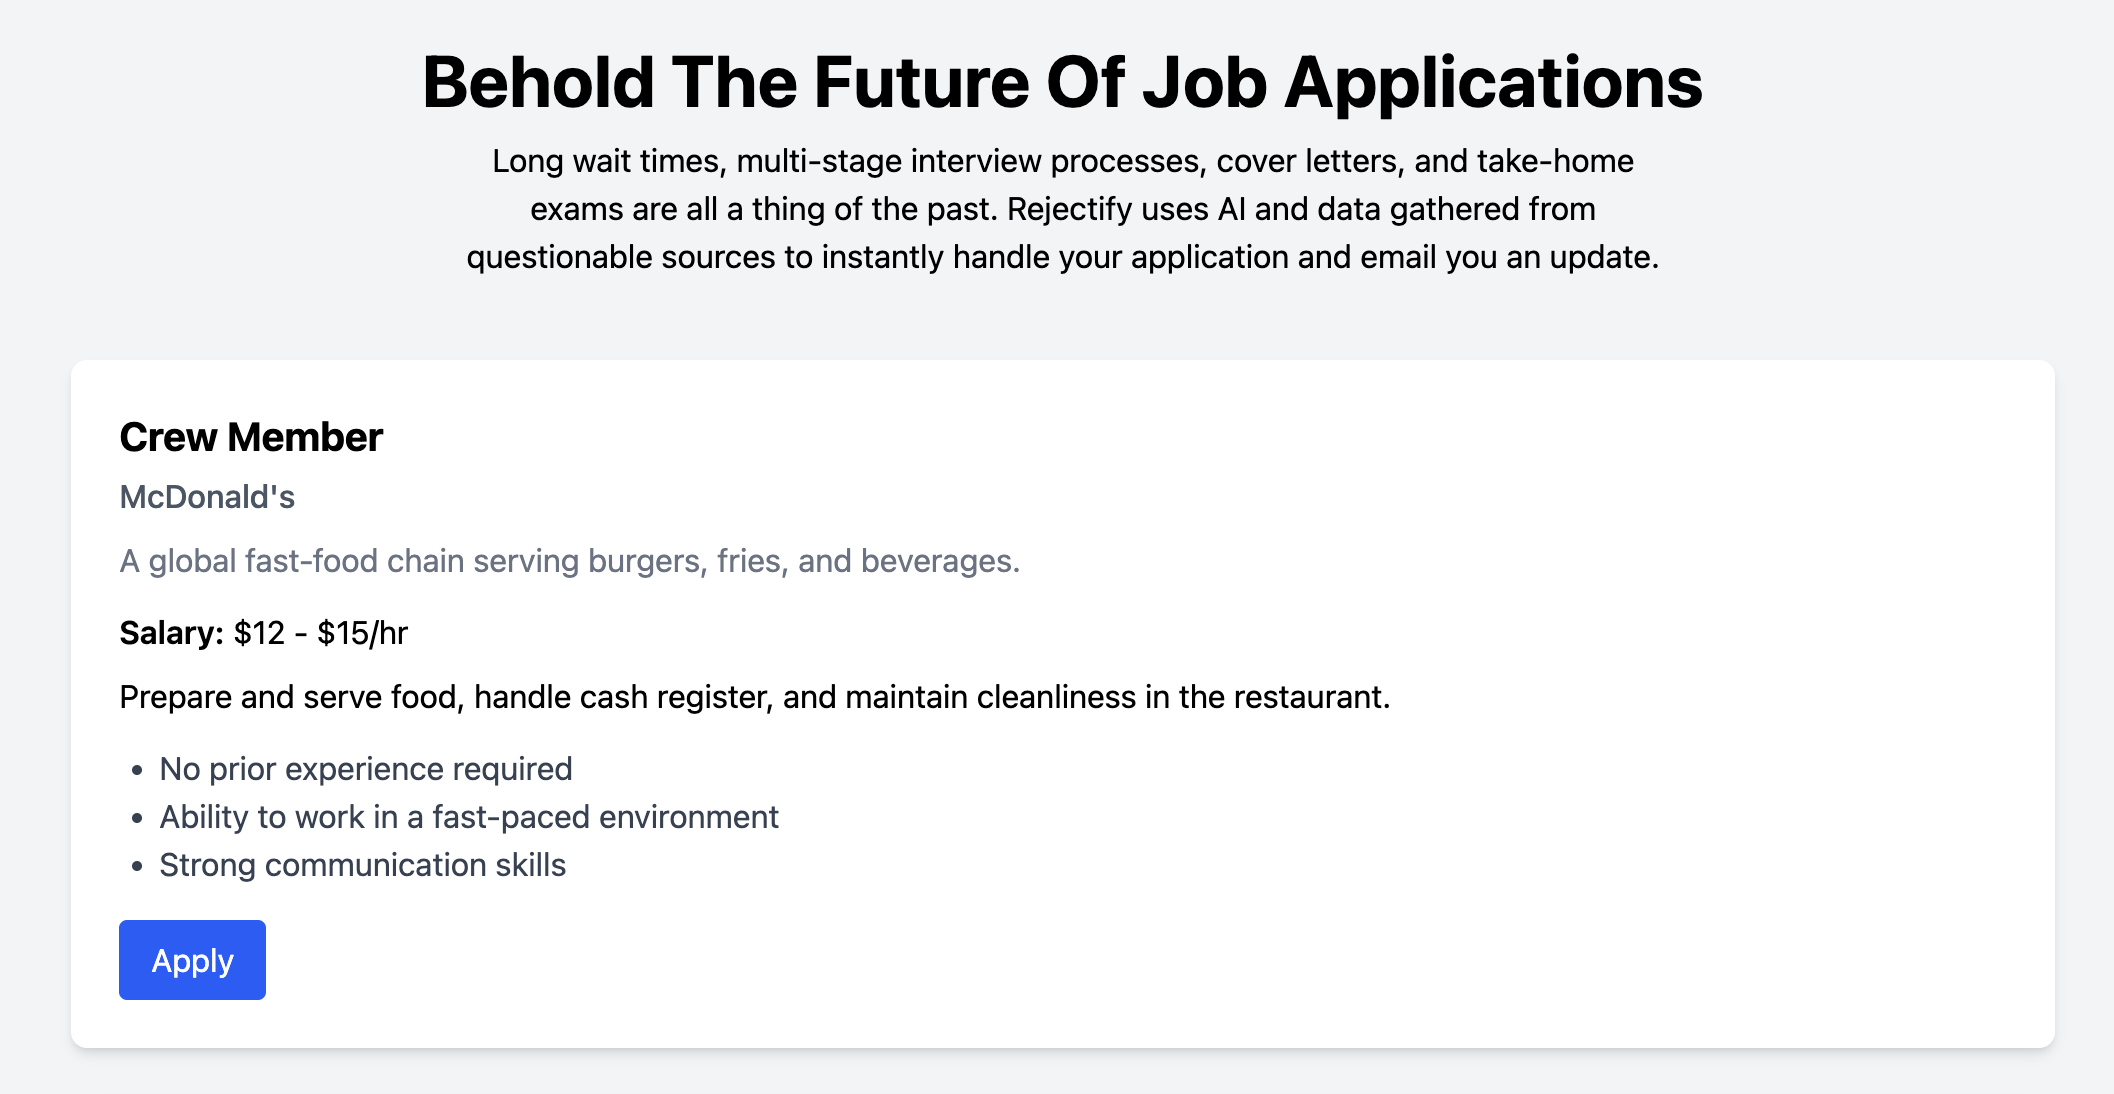 Behold The Future Of Job Applications
Long wait times, multi-stage interview processes, cover letters, and take-home
exams are all a thing of the past. Rejectify uses AI and data gathered from
questionable sources to instantly handle your application and email you an update.
Crew Member
McDonald's
A global fast-food chain serving burgers, fries, and beverages.
Salary: $12 - $15/hr
Prepare and serve food, handle cash register, and maintain cleanliness in the restaurant.
• No prior experience required
• Ability to work in a fast-paced environment
• Strong communication skills
Apply